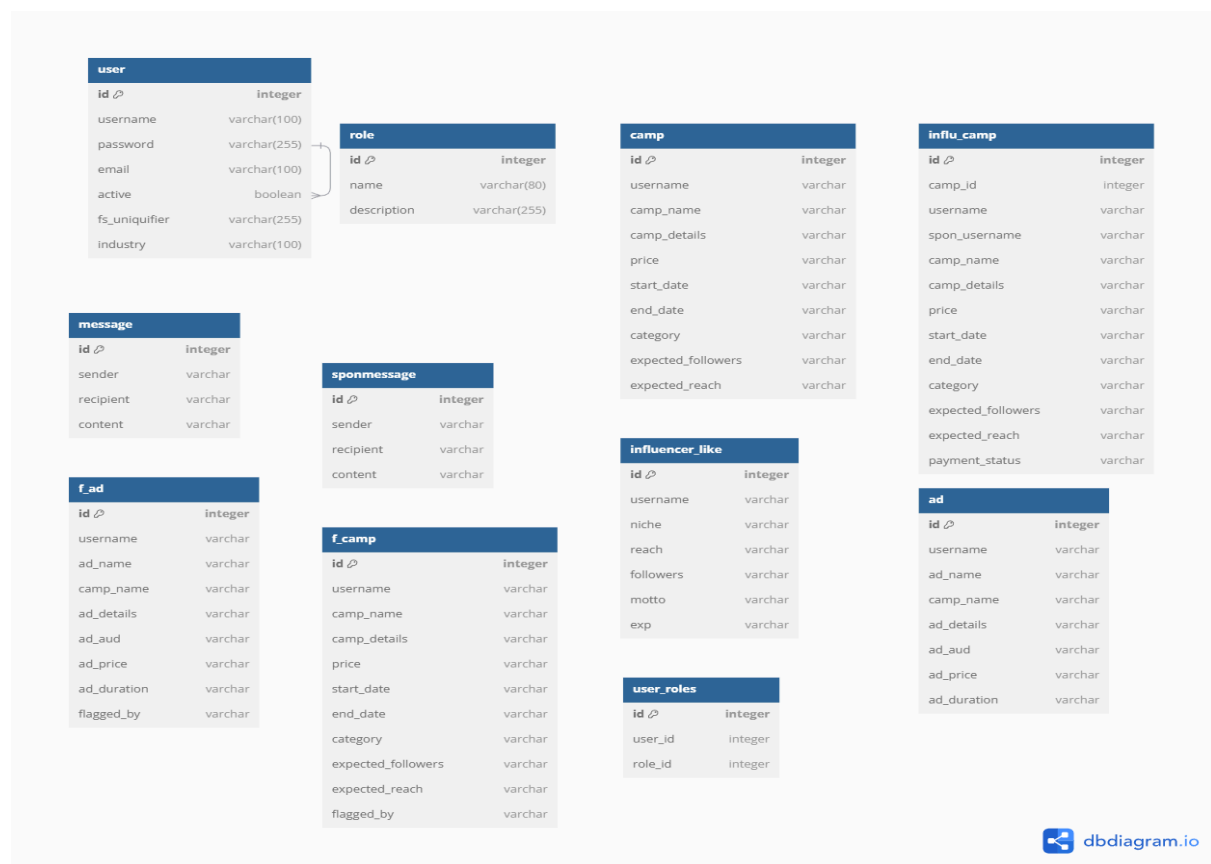 user
id integer
username varchar(100)
password varchar(255)
email varchar(100)
active boolean
fs_uniquifier varchar(255)
industry varchar(100)
role
id integer
name varchar(80)
description varchar(255)
camp
id integer
username varchar
camp_name varchar
camp_details varchar
price varchar
start_date varchar
end_date varchar
category varchar
expected_followers varchar
expected_reach varchar
influ_camp
id integer
camp_id integer
username varchar
spon_username varchar
camp_name varchar
camp_details varchar
price varchar
start_date varchar
end_date varchar
category varchar
expected_followers varchar
expected_reach varchar
payment_status varchar
message
id integer
sender varchar
recipient varchar
content varchar
sponmessage
id integer
sender varchar
recipient varchar
content varchar
influencer_like
id integer
username varchar
niche varchar
reach varchar
followers varchar
motto varchar
exp varchar
f_ad
id integer
username varchar
ad_name varchar
camp_name varchar
ad_details varchar
ad_aud varchar
ad_price varchar
ad_duration varchar
flagged_by varchar
f_camp
id integer
username varchar
camp_name varchar
camp_details varchar
price varchar
start_date varchar
end_date varchar
category varchar
expected_followers varchar
expected_reach varchar
flagged_by varchar
user_roles
id integer
user_id integer
role_id integer
ad
id integer
username varchar
ad_name varchar
camp_name varchar
ad_details varchar
ad_aud varchar
ad_price varchar
ad_duration varchar
dbdiagram.io